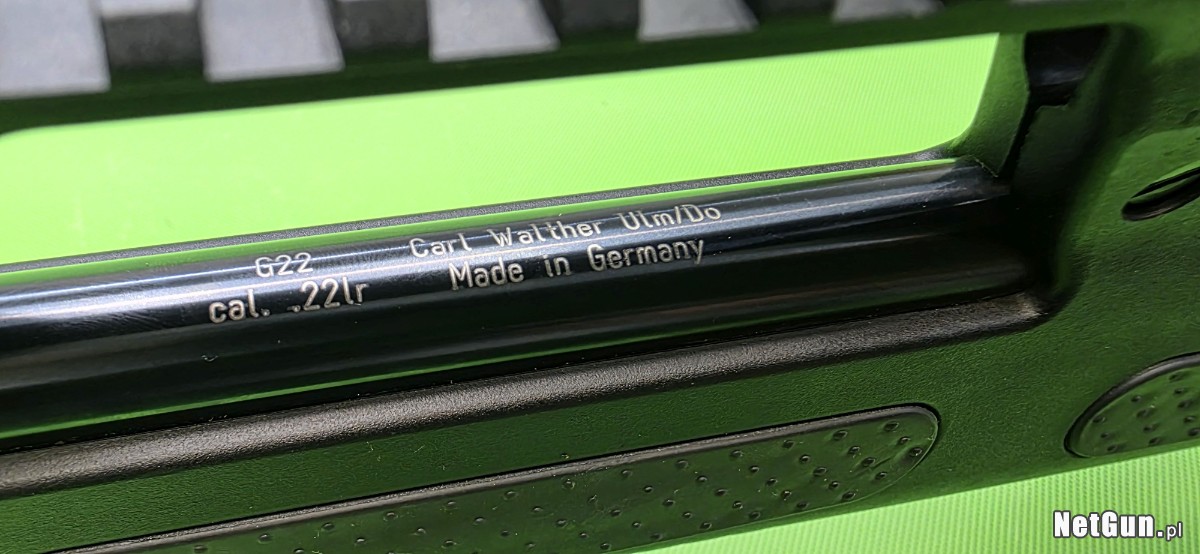 G22
cal. .22lr
Carl Walther Ulm/Do
Made in Germany
NetGun.pl